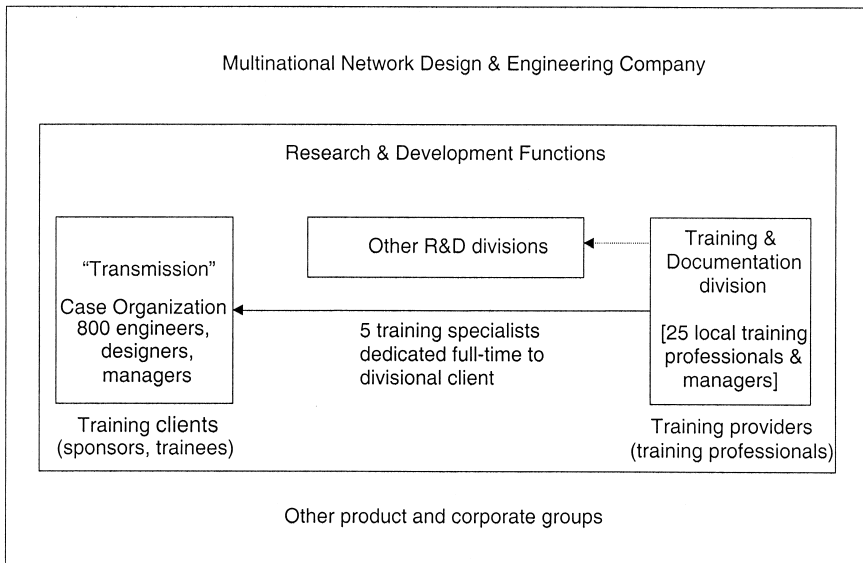 Multinational Network Design & Engineering Company
Research & Development Functions
“Transmission”
Case Organization
800 engineers,
designers,
managers
Training clients
(sponsors, trainees)
Other R&D divisions
5 training specialists
dedicated full-time to
divisional client
Training &
Documentation
division
[25 local training
professionals &
managers]
Training providers
(training professionals)
Other product and corporate groups